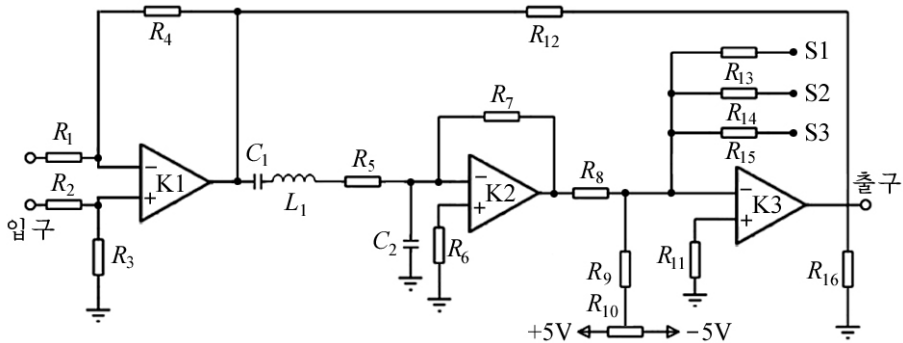 R4
R12
S1
R13
S2
R7
R14
R1
S3
C1
R5
R15
K1
R8
R2
K2
K3
출구
L1
입구
C2
R3
R6
R9
R11
R16
R10
+5V
−5V
− + − + − +